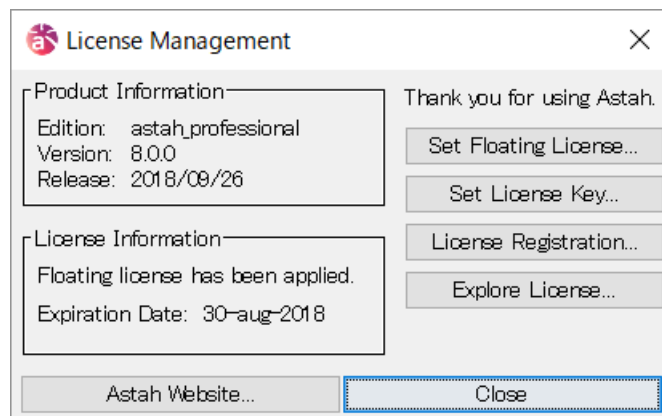 License Management
Product Information
Edition: astah_professional
Version: 8.0.0
Release: 2018/09/26
License Information
Floating license has been applied.
Expiration Date: 30-aug-2018
Thank you for using Astah.
Set Floating License...
Set License Key...
License Registration...
Explore License...
Astah Website...
Close